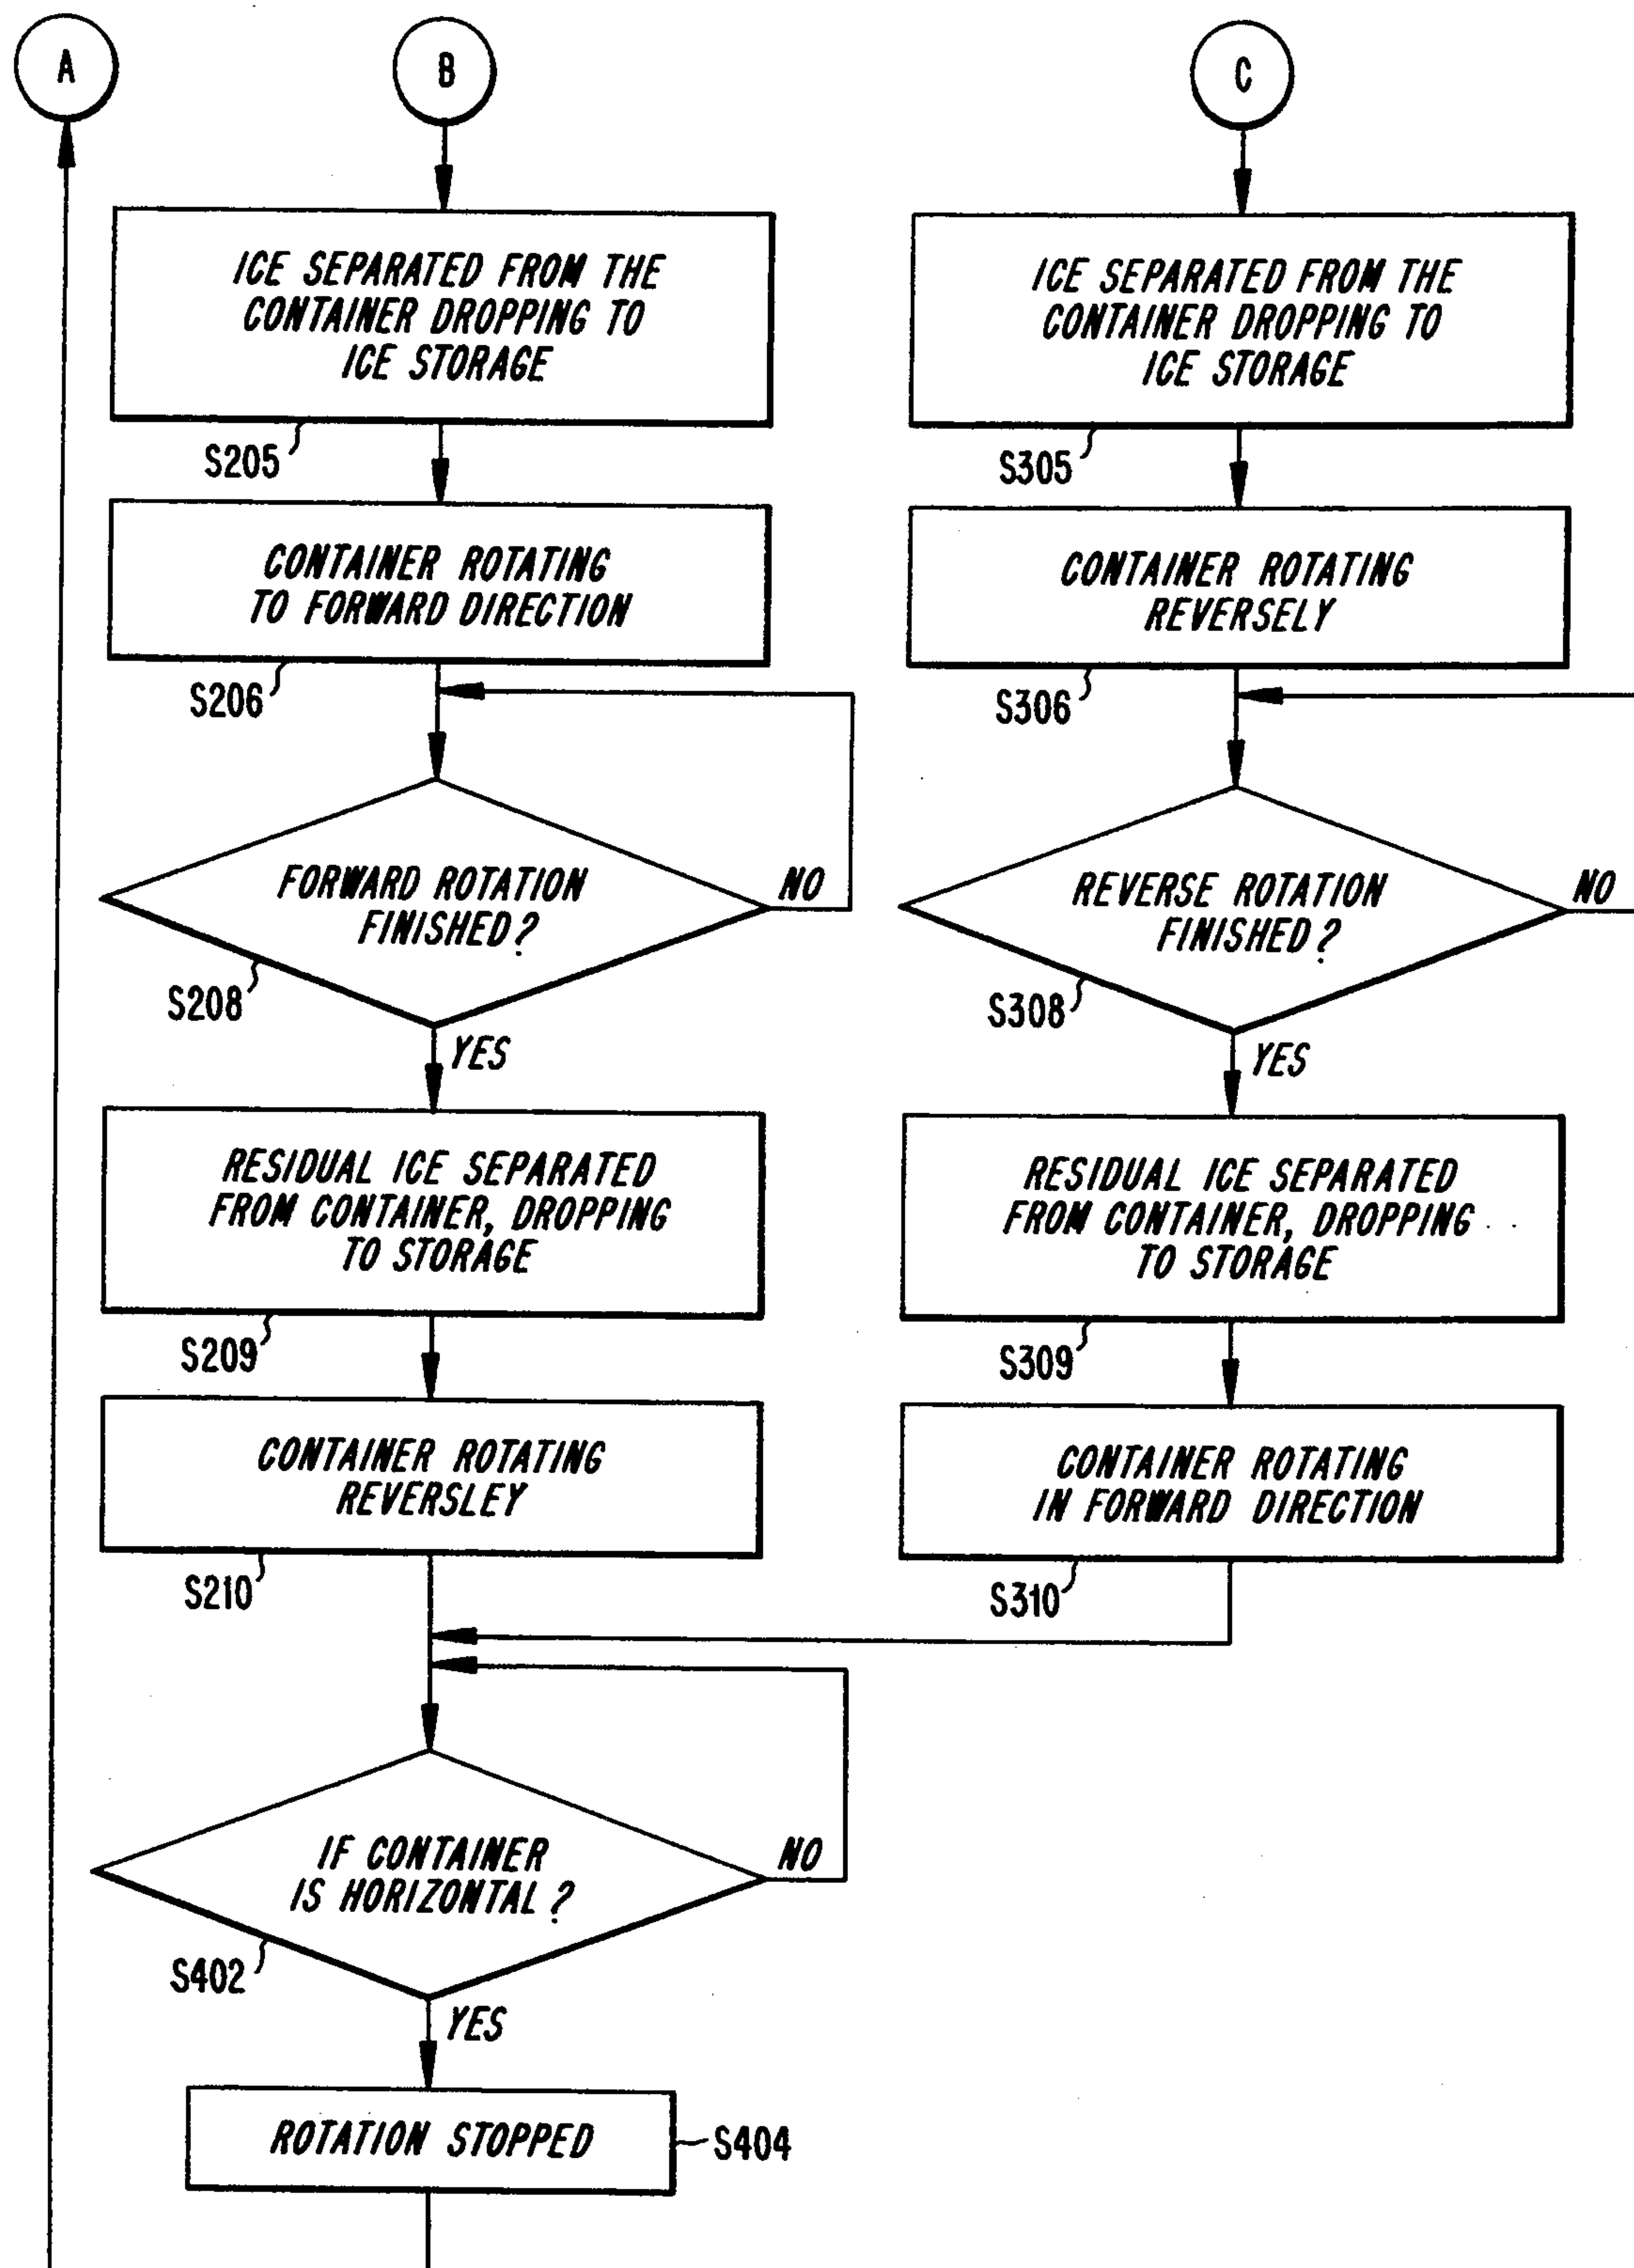 A
B
C
ICE SEPARATED FROM THE
CONTAINER DROPPING TO
ICE STORAGE
S205
CONTAINER ROTATING
TO FORWARD DIRECTION
S206
FORWARD ROTATION
FINISHED?
NO
S208
YES
RESIDUAL ICE SEPARATED
FROM CONTAINER, DROPPING
TO STORAGE
S209
CONTAINER ROTATING
REVERSLEY
S210
ICE SEPARATED FROM THE
CONTAINER DROPPING TO
ICE STORAGE
S305
CONTAINER ROTATING
REVERSELY
S306
REVERSE ROTATION
FINISHED?
NO
S308
YES
RESIDUAL ICE SEPARATED
FROM CONTAINER, DROPPING
TO STORAGE
S309
CONTAINER ROTATING
IN FORWARD DIRECTION
S310
IF CONTAINER
IS HORIZONTAL?
NO
S402
YES
ROTATION STOPPED
S404